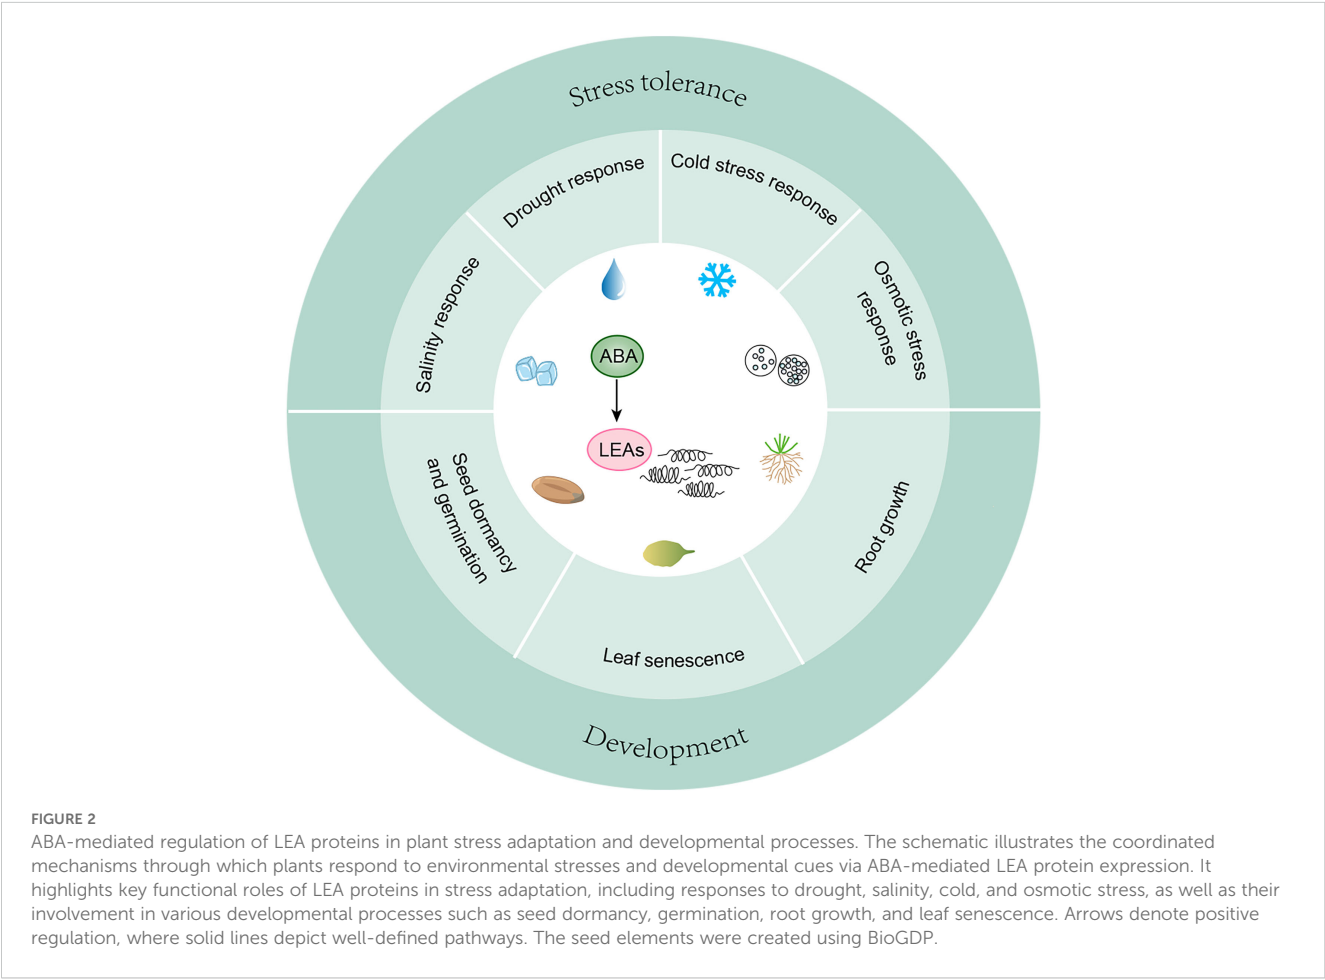 Stress tolerance
Drought response
Cold stress response
Salinity response
Osmotic stress
response
ABA
LEAs
Seed dormancy
and germination
Root growth
Leaf senescence
Development
FIGURE 2
ABA-mediated regulation of LEA proteins in plant stress adaptation and developmental processes. The schematic illustrates the coordinated
mechanisms through which plants respond to environmental stresses and developmental cues via ABA-mediated LEA protein expression. It
highlights key functional roles of LEA proteins in stress adaptation, including responses to drought, salinity, cold, and osmotic stress, as well as their
involvement in various developmental processes such as seed dormancy, germination, root growth, and leaf senescence. Arrows denote positive
regulation, where solid lines depict well-defined pathways. The seed elements were created using BioGDP.